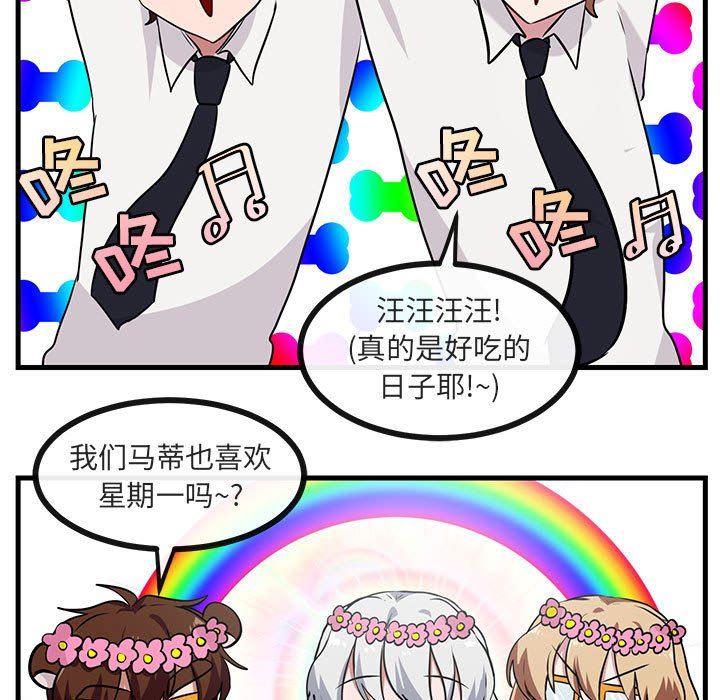 咚
咚
咚
咚
汪汪汪汪!
(真的是好吃的
日子耶!~)
我们马蒂也喜欢
星期一吗~?